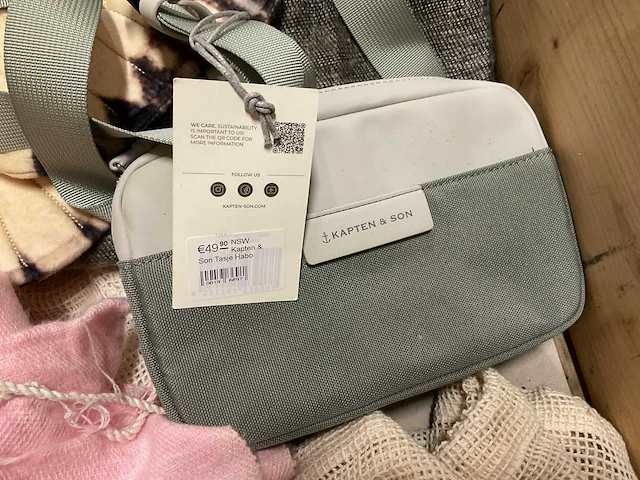 WE CARE. SUSTAINABILITY
IS IMPORTANT TO US!
SCAN THE QR CODE FOR
MORE INFORMATION.
FOLLOW US
KAPTEN-SON.COM
€49.90 NSW
Kapten &
Son Tasje Habo
KAPTEN & SON